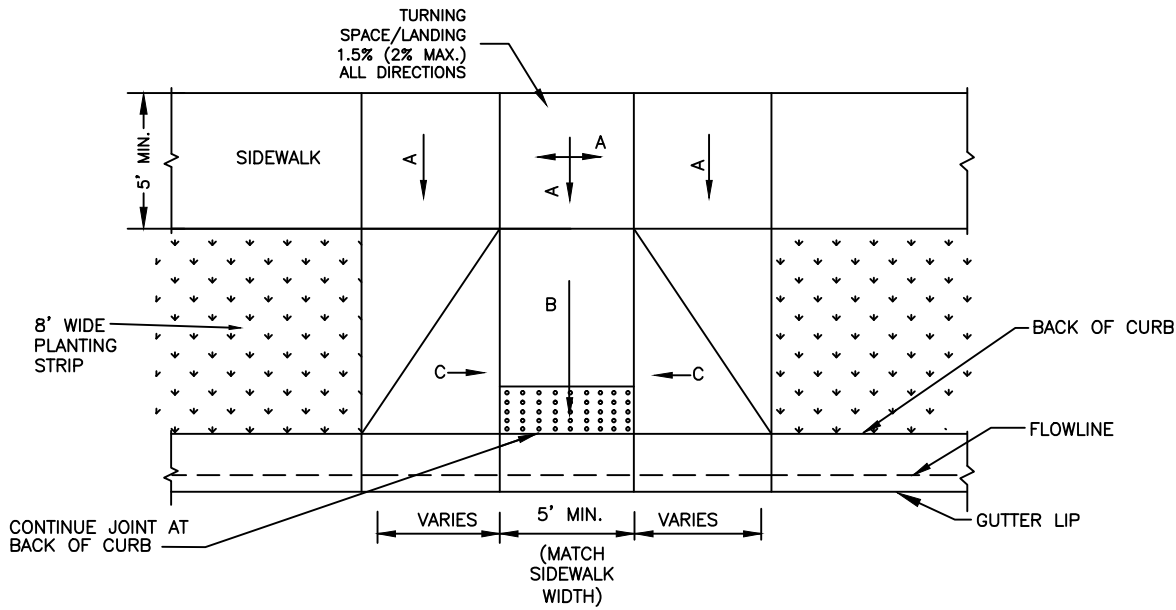 TURNING
SPACE/LANDING
1.5% (2% MAX.)
ALL DIRECTIONS
5' MIN.
SIDEWALK
A
A
A
A
8' WIDE
PLANTING
STRIP
B
C
C
BACK OF CURB
FLOWLINE
GUTTER LIP
CONTINUE JOINT AT
BACK OF CURB
VARIES
5' MIN.
VARIES
(MATCH
SIDEWALK
WIDTH)